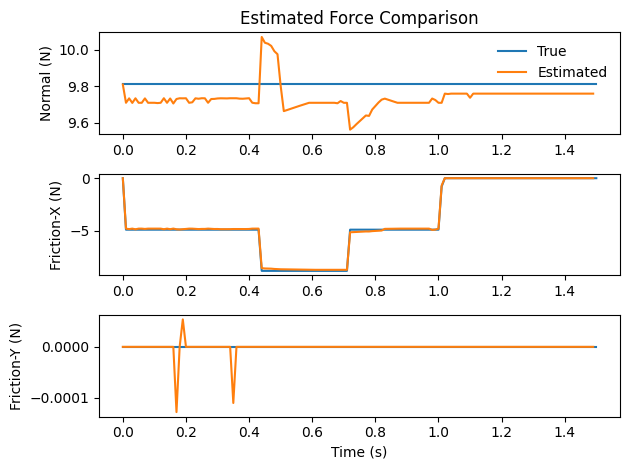 Estimated Force Comparison
Normal (N)
10.0
9.8
9.6
True
Estimated
0.0 0.2 0.4 0.6 0.8 1.0 1.2 1.4
Friction-X (N)
0
−5
0.0 0.2 0.4 0.6 0.8 1.0 1.2 1.4
Friction-Y (N)
0.0000
−0.0001
0.0 0.2 0.4 0.6 0.8 1.0 1.2 1.4
Time (s)